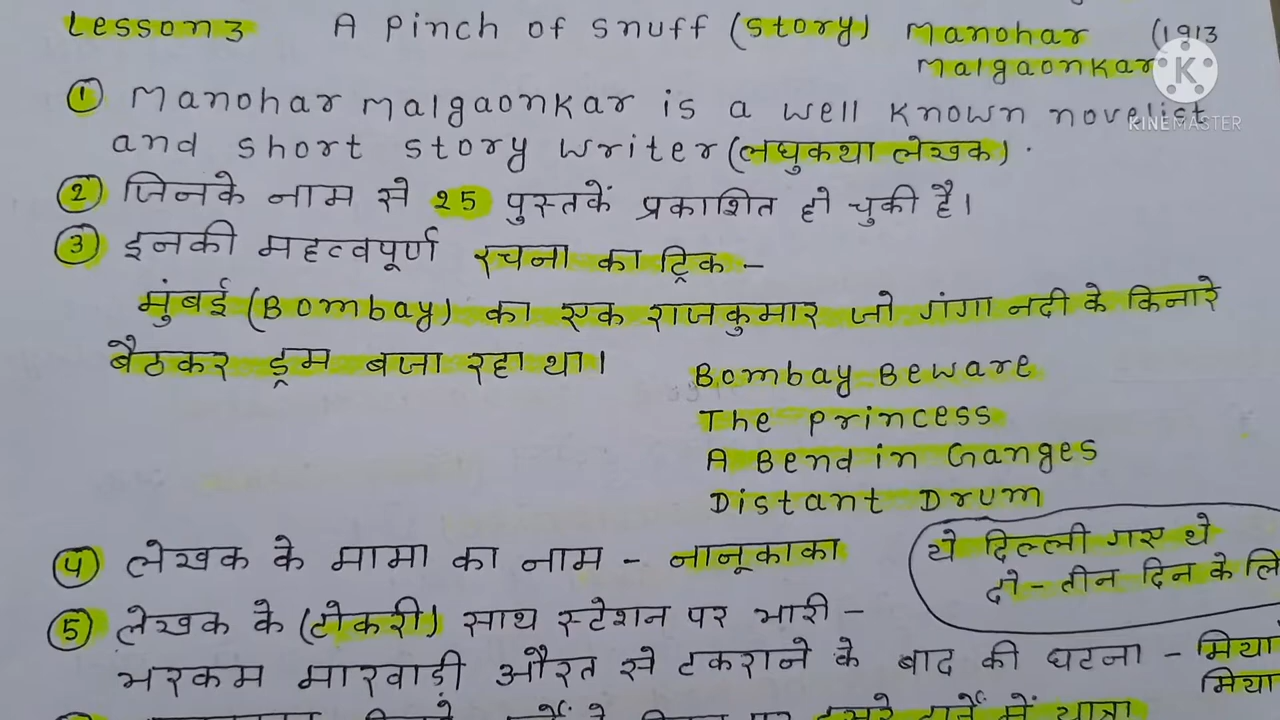 Lesson 3 A Pinch of Snuff (Story) Manohar (1913
Malgaonkar
① Manohar Malgaonkar is a well known novelist
KINEMASTER
and short story writer (लघुकथा लेखक).
② जिनके नाम से 25 पुस्तकें प्रकाशित हो चुकी है।
③ इनकी महत्वपूर्ण रचना का ट्रिक –
मुंबई (Bombay) का एक राजकुमार जो गंगा नदी के किनारे
बैठकर ड्रम बजा रहा था।
Bombay Beware
The Princess
A Bend in Ganges
Distant Drum
④ लेखक के मामा का नाम – नानूकाका
ये दिल्ली गए थे
दो – तीन दिन के लि
⑤ लेखक के (टोकरी) साथ स्टेशन पर भारी –
भरकम मारवाड़ी औरत से टकराने के बाद की घटना – मिया
मिया
दूसरे दर्जे में यात्रा